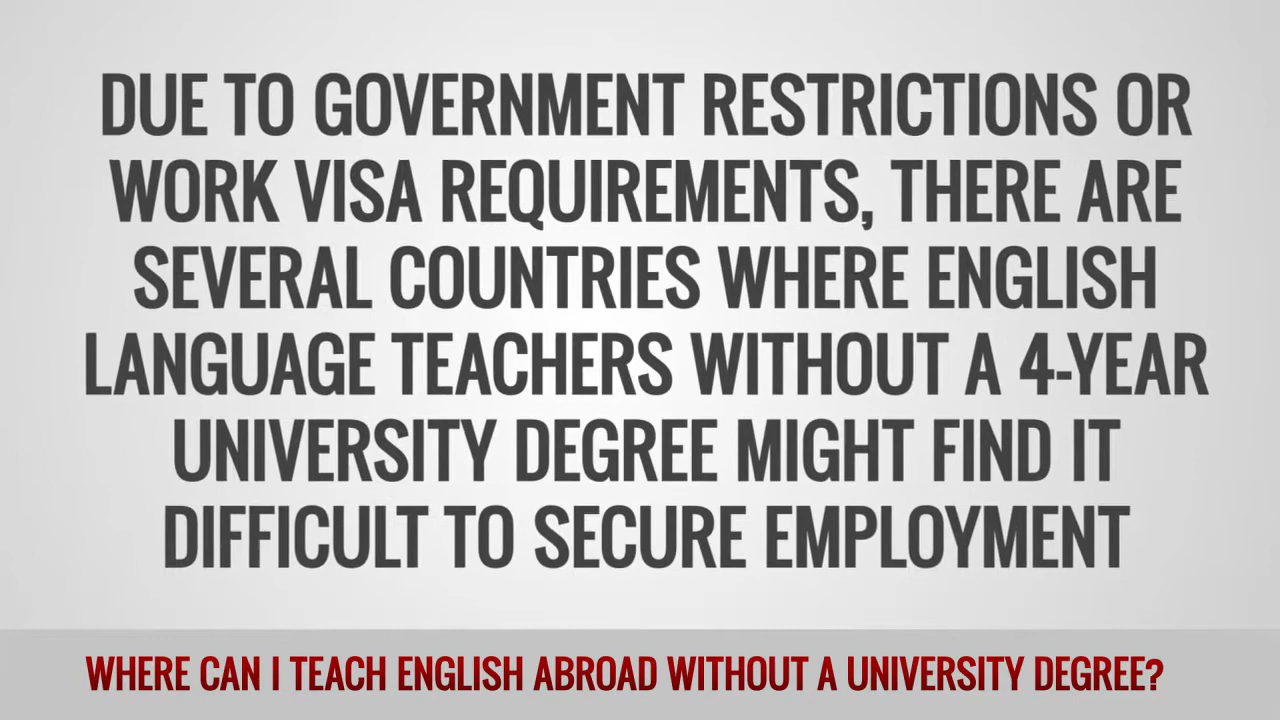 DUE TO GOVERNMENT RESTRICTIONS OR
WORK VISA REQUIREMENTS, THERE ARE
SEVERAL COUNTRIES WHERE ENGLISH
LANGUAGE TEACHERS WITHOUT A 4-YEAR
UNIVERSITY DEGREE MIGHT FIND IT
DIFFICULT TO SECURE EMPLOYMENT
WHERE CAN I TEACH ENGLISH ABROAD WITHOUT A UNIVERSITY DEGREE?